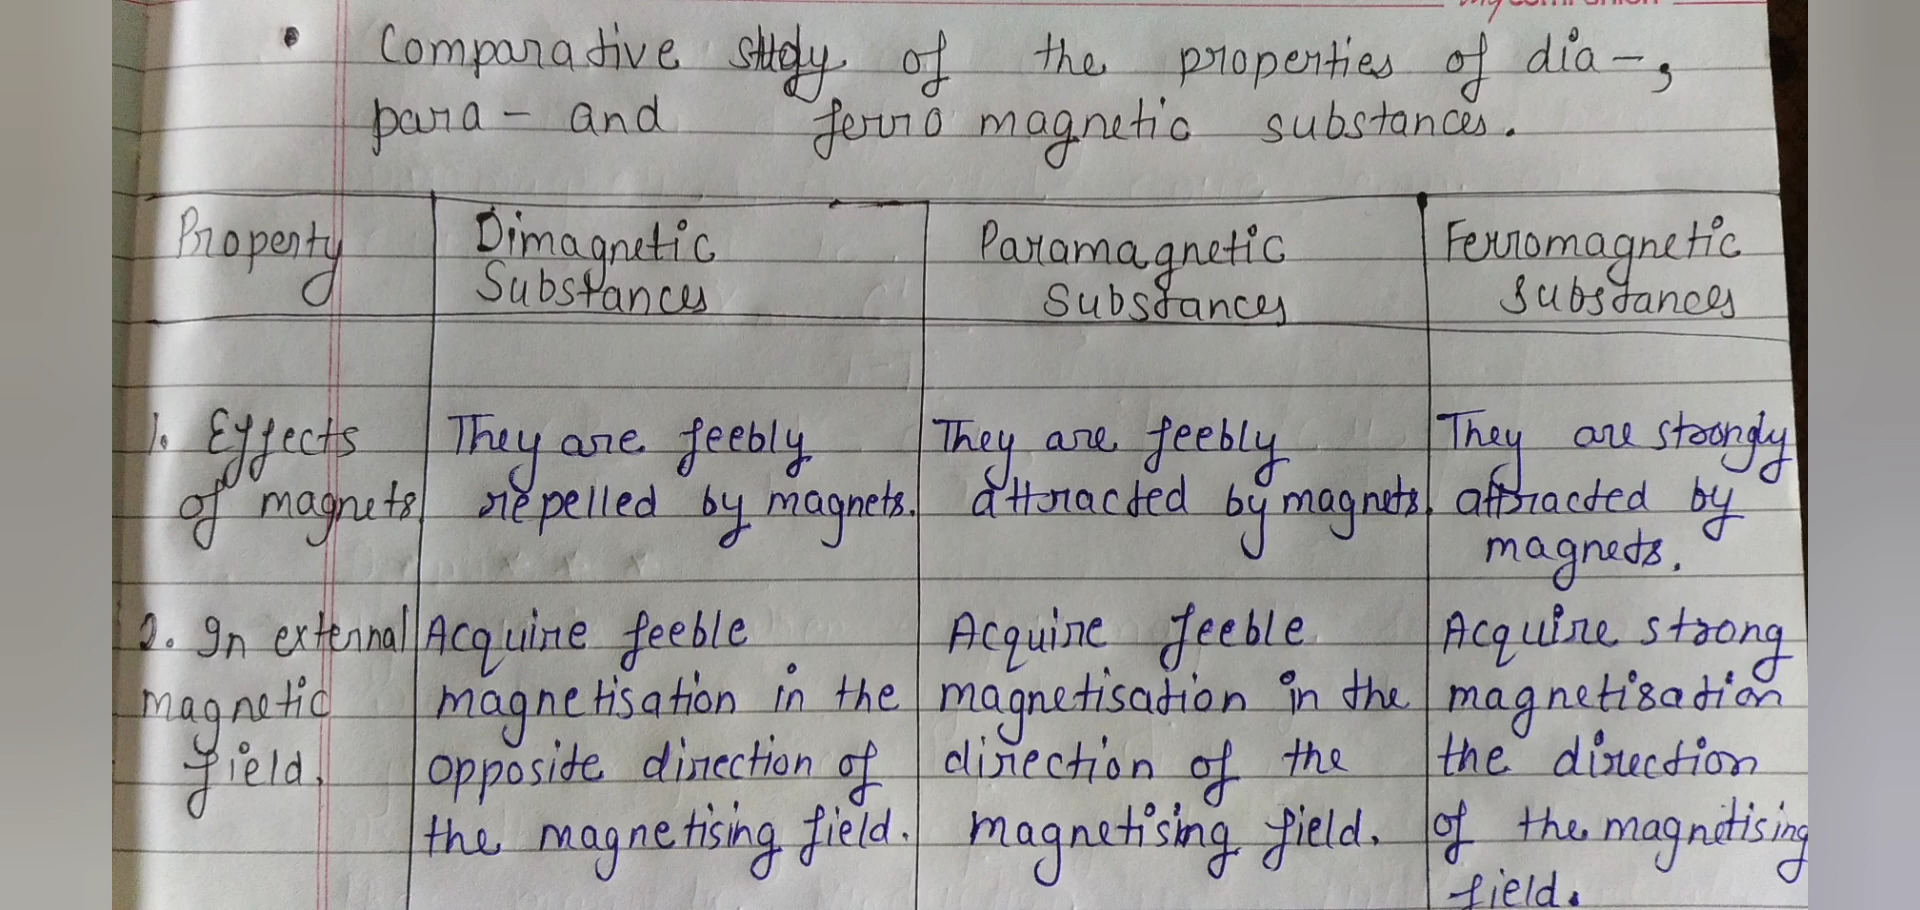 • Comparative study of the properties of dia-,
para- and ferro magnetic substances.
Property
Dimagnetic
Substances
Paramagnetic
Substances
Ferromagnetic
Substances
1. Effects
of magnets
They are feebly
repelled by magnets.
They are feebly
attracted by magnets.
They are strongly
attracted by
magnets.
2. In external
magnetic
field.
Acquire feeble
magnetisation in the
opposite direction of
the magnetising field.
Acquire feeble
magnetisation in the
direction of the
magnetising field.
Acquire strong
magnetisation
the direction
of the magnetising
field.